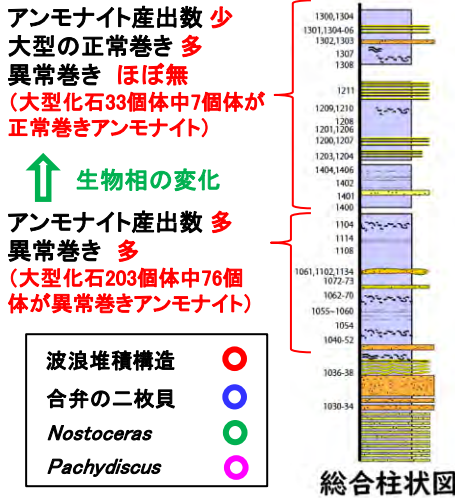 アンモナイト産出数 少
大型の正常巻き 多
異常巻き ほぼ無
（大型化石33個体中7個体が
正常巻きアンモナイト）
生物相の変化
アンモナイト産出数 多
異常巻き 多
（大型化石203個体中76個
体が異常巻きアンモナイト）
波浪堆積構造
合弁の二枚貝
Nostoceras
Pachydiscus
1300,1304
1301,1304-06
1302,1303
1307
1308
1211
1209,1210
1208
1201,1206
1200,1207
1203,1204
1404,1406
1402
1401
1400
1104
1114
1108
1061,1102,1134
1072-73
1062-70
1055~1060
1054
1040-52
1036-38
1030-34
総合柱状図